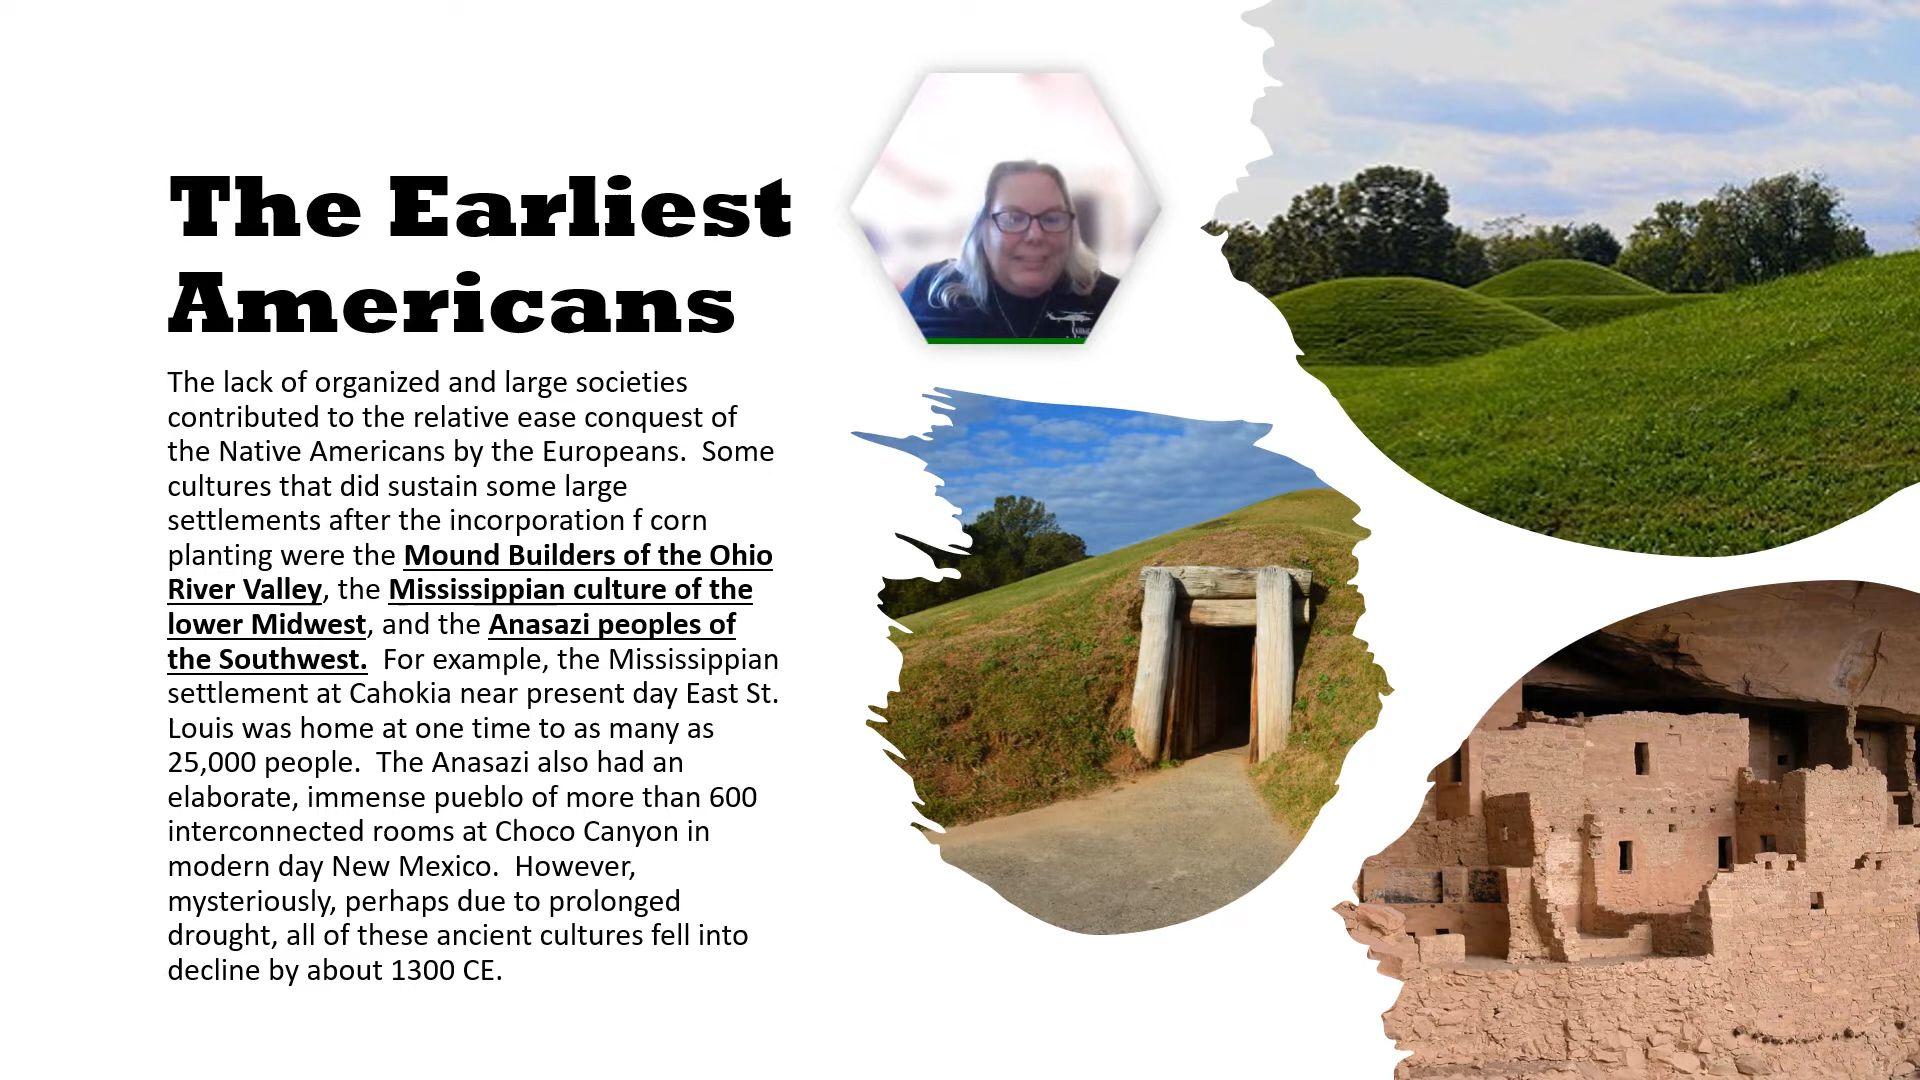 The Earliest
Americans
The lack of organized and large societies
contributed to the relative ease conquest of
the Native Americans by the Europeans.  Some
cultures that did sustain some large
settlements after the incorporation f corn
planting were the Mound Builders of the Ohio
River Valley, the Mississippian culture of the
lower Midwest, and the Anasazi peoples of
the Southwest.  For example, the Mississippian
settlement at Cahokia near present day East St.
Louis was home at one time to as many as
25,000 people.  The Anasazi also had an
elaborate, immense pueblo of more than 600
interconnected rooms at Choco Canyon in
modern day New Mexico.  However,
mysteriously, perhaps due to prolonged
drought, all of these ancient cultures fell into
decline by about 1300 CE.